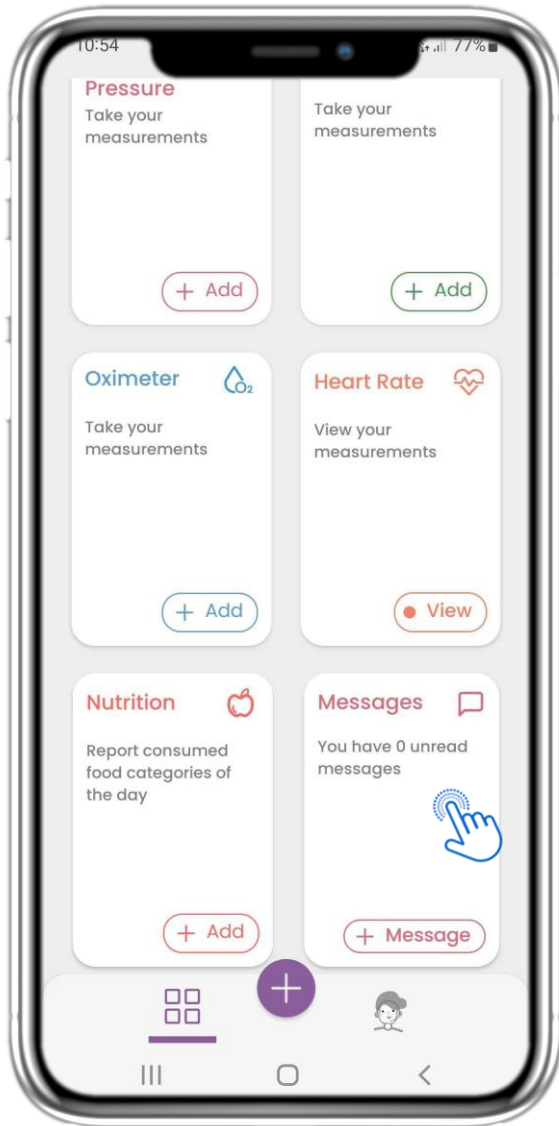 10:54
77%
Pressure
Take your
measurements
Take your
measurements
+ Add
+ Add
Oximeter
O2
Take your
measurements
Heart Rate
View your
measurements
+ Add
View
Nutrition
Report consumed
food categories of
the day
Messages
You have 0 unread
messages
+ Add
+ Message